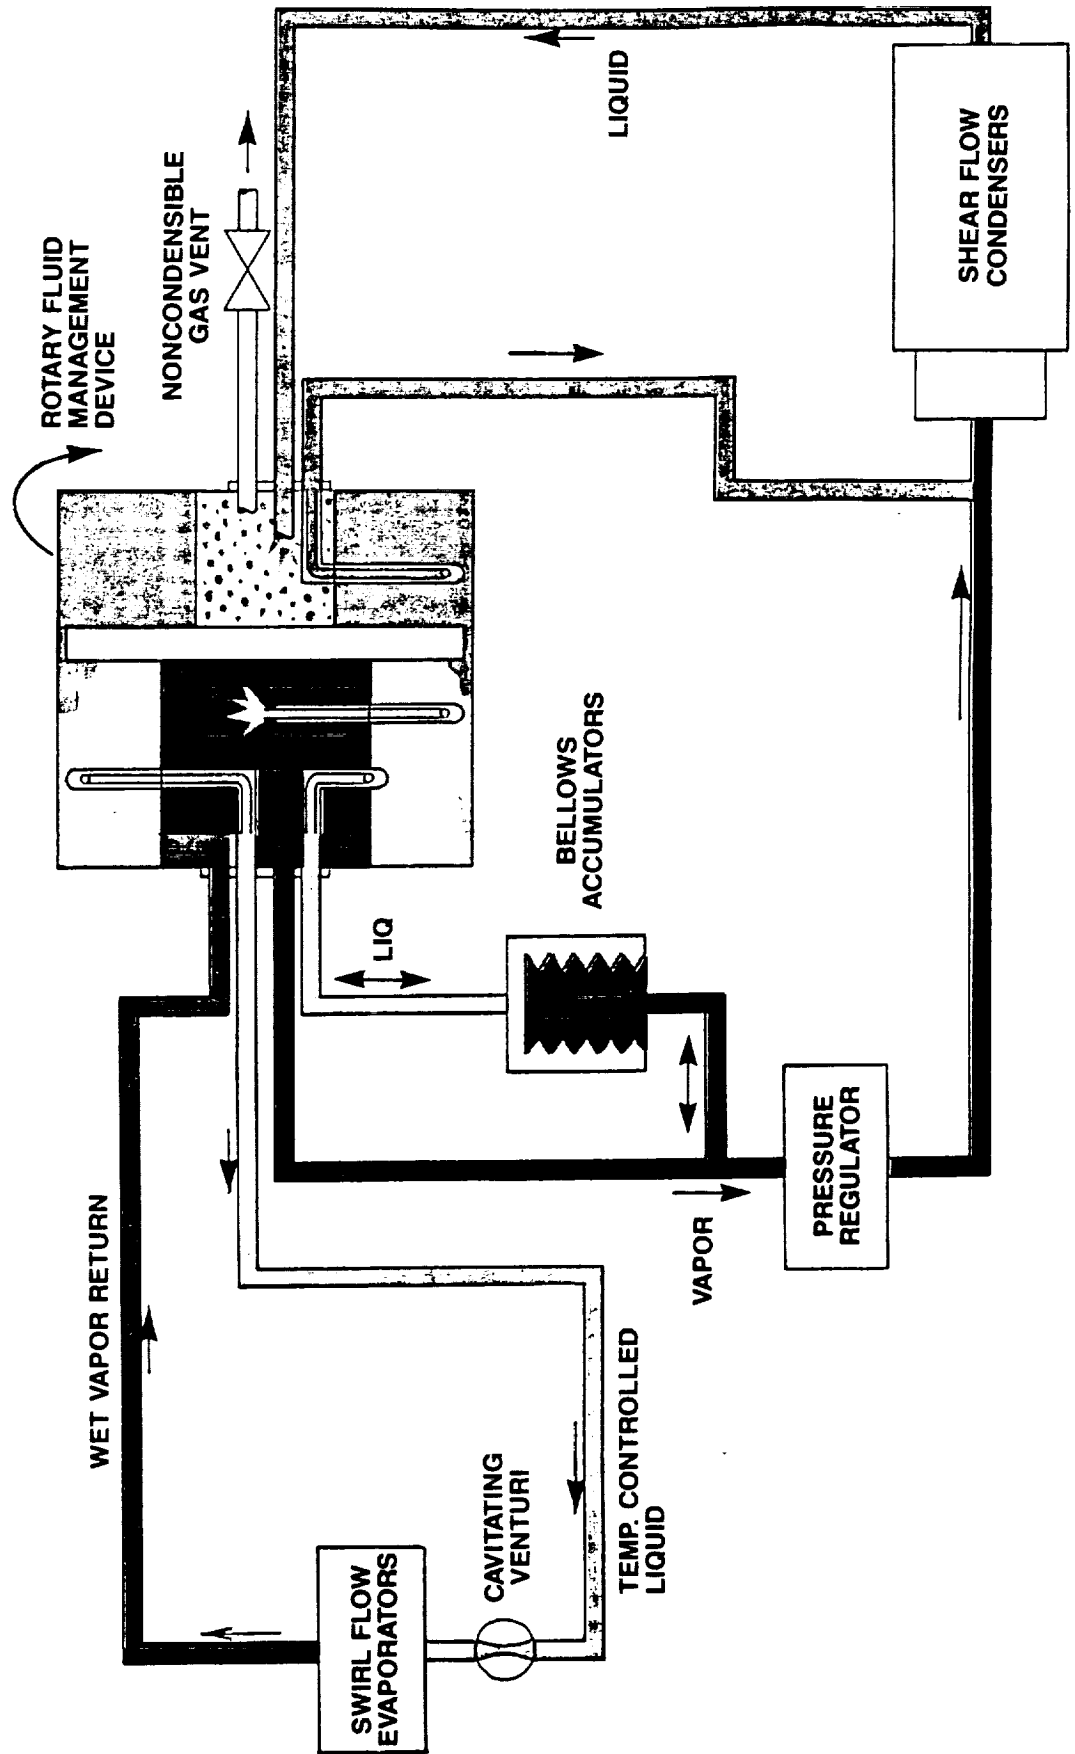 ROTARY FLUID
MANAGEMENT
DEVICE
NONCONDENSIBLE
GAS VENT
LIQUID
SHEAR FLOW
CONDENSERS
BELLOWS
ACCUMULATORS
LIQ
WET VAPOR RETURN
VAPOR
PRESSURE
REGULATOR
TEMP. CONTROLLED
LIQUID
CAVITATING
VENTURI
SWIRL FLOW
EVAPORATORS